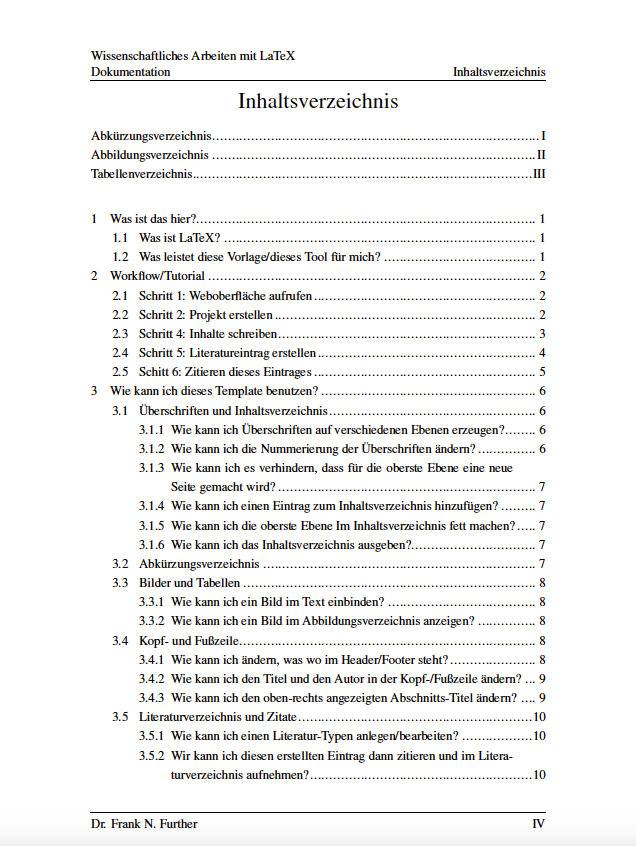 Wissenschaftliches Arbeiten mit LaTeX
Dokumentation Inhaltsverzeichnis
Inhaltsverzeichnis
Abkürzungsverzeichnis I
Abbildungsverzeichnis II
Tabellenverzeichnis III
1 Was ist das hier? 1
1.1 Was ist LaTeX? 1
1.2 Was leistet diese Vorlage/dieses Tool für mich? 1
2 Workflow/Tutorial 2
2.1 Schritt 1: Weboberfläche aufrufen 2
2.2 Schritt 2: Projekt erstellen 2
2.3 Schritt 4: Inhalte schreiben 3
2.4 Schritt 5: Literatureintrag erstellen 4
2.5 Schitt 6: Zitieren dieses Eintrages 5
3 Wie kann ich dieses Template benutzen? 6
3.1 Überschriften und Inhaltsverzeichnis 6
3.1.1 Wie kann ich Überschriften auf verschiedenen Ebenen erzeugen? 6
3.1.2 Wie kann ich die Nummerierung der Überschriften ändern? 6
3.1.3 Wie kann ich es verhindern, dass für die oberste Ebene eine neue
Seite gemacht wird? 7
3.1.4 Wie kann ich einen Eintrag zum Inhaltsverzeichnis hinzufügen? 7
3.1.5 Wie kann ich die oberste Ebene Im Inhaltsverzeichnis fett machen? 7
3.1.6 Wie kann ich das Inhaltsverzeichnis ausgeben? 7
3.2 Abkürzungsverzeichnis 7
3.3 Bilder und Tabellen 8
3.3.1 Wie kann ich ein Bild im Text einbinden? 8
3.3.2 Wie kann ich ein Bild im Abbildungsverzeichnis anzeigen? 8
3.4 Kopf- und Fußzeile 8
3.4.1 Wie kann ich ändern, was wo im Header/Footer steht? 8
3.4.2 Wie kann ich den Titel und den Autor in der Kopf-/Fußzeile ändern? 9
3.4.3 Wie kann ich den oben-rechts angezeigten Abschnitts-Titel ändern? 9
3.5 Literaturverzeichnis und Zitate 10
3.5.1 Wie kann ich einen Literatur-Typen anlegen/bearbeiten? 10
3.5.2 Wir kann ich diesen erstellten Eintrag dann zitieren und im Litera-
turverzeichnis aufnehmen? 10
Dr. Frank N. Further IV